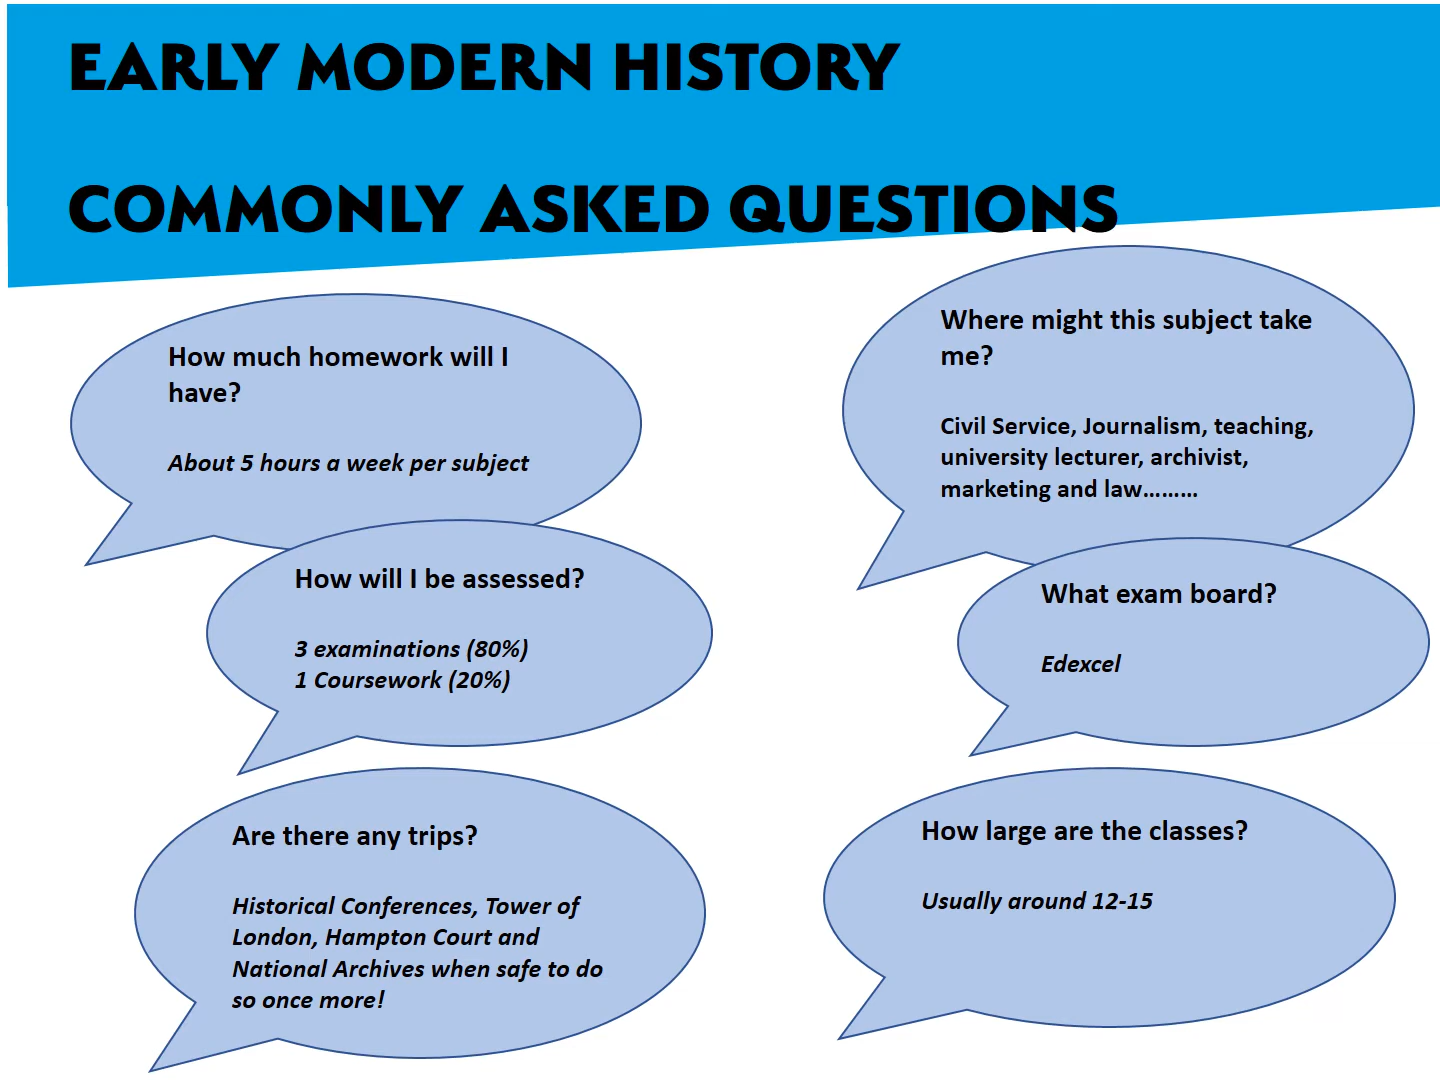 EARLY MODERN HISTORY
COMMONLY ASKED QUESTIONS
How much homework will I
have?
About 5 hours a week per subject
How will I be assessed?
3 examinations (80%)
1 Coursework (20%)
Are there any trips?
Historical Conferences, Tower of
London, Hampton Court and
National Archives when safe to do
so once more!
Where might this subject take
me?
Civil Service, Journalism, teaching,
university lecturer, archivist,
marketing and law………
What exam board?
Edexcel
How large are the classes?
Usually around 12-15